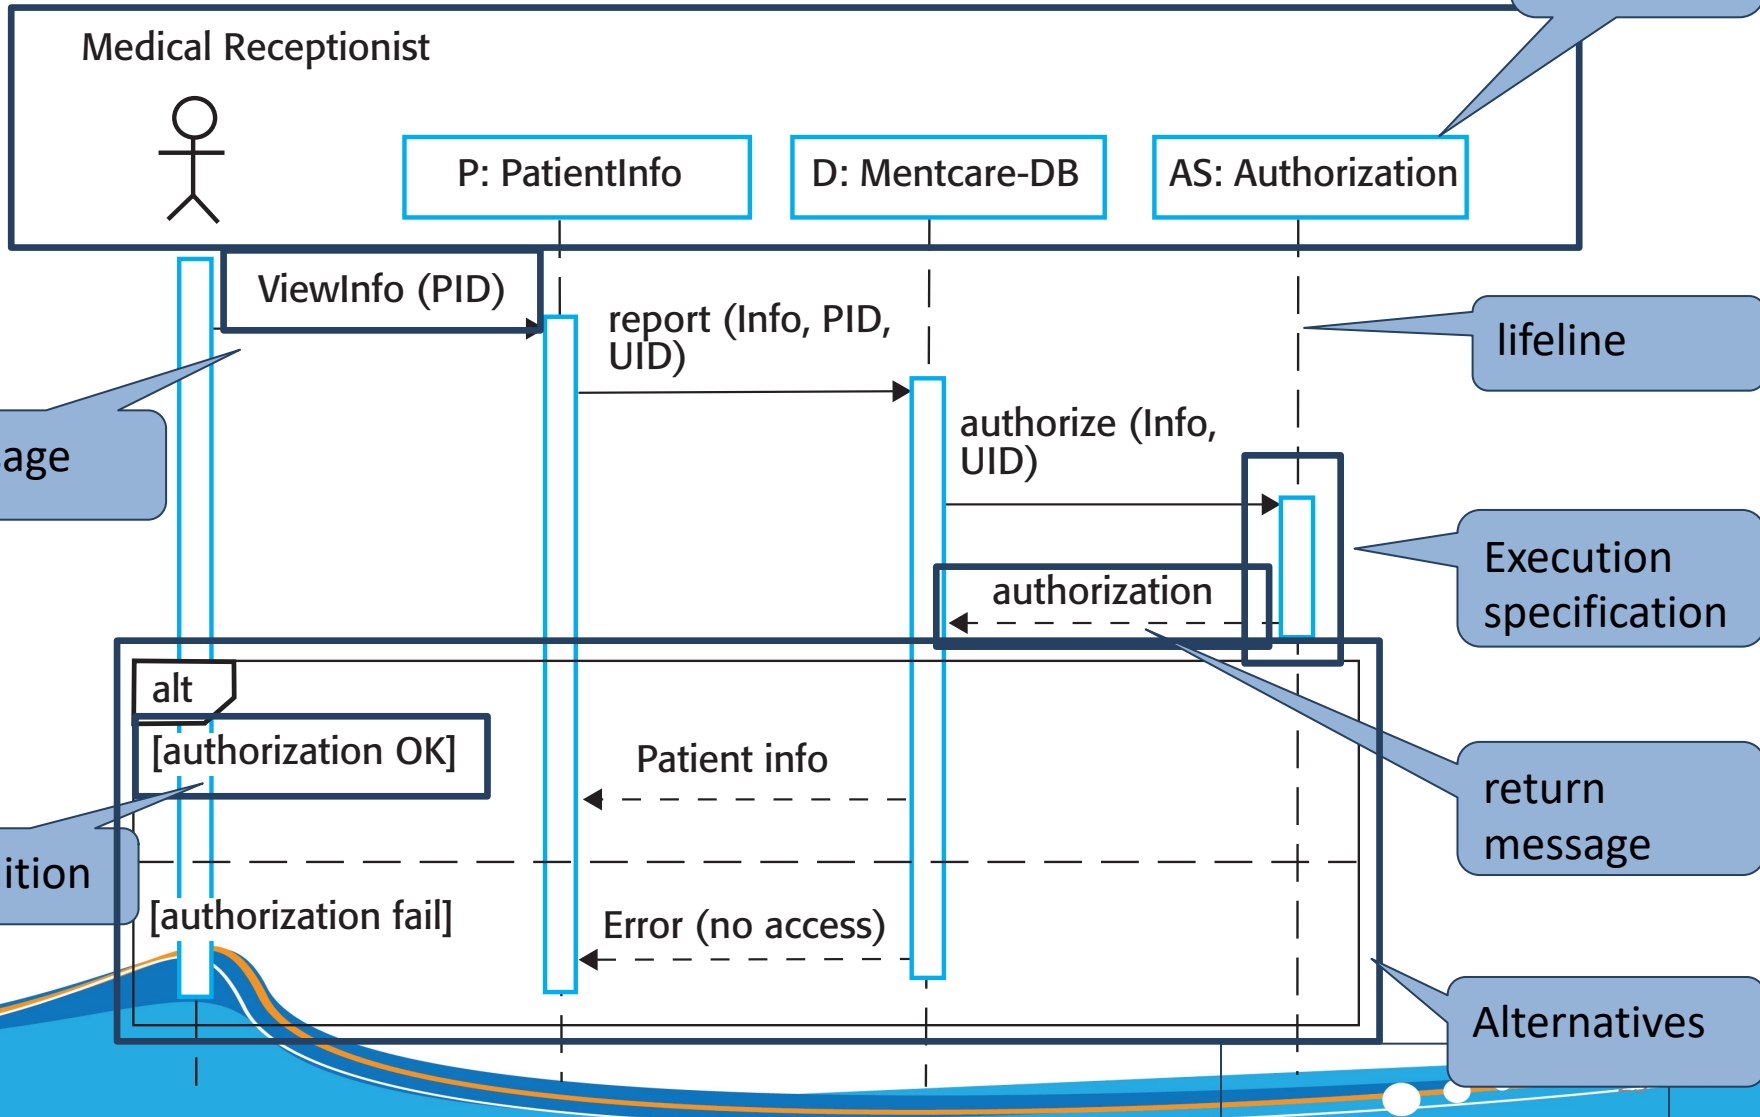 Medical Receptionist
P: PatientInfo
D: Mentcare-DB
AS: Authorization
ViewInfo (PID)
report (Info, PID,
UID)
lifeline
authorize (Info,
UID)
age
Execution
specification
authorization
alt
[authorization OK]
Patient info
return
message
ition
[authorization fail]
Error (no access)
Alternatives